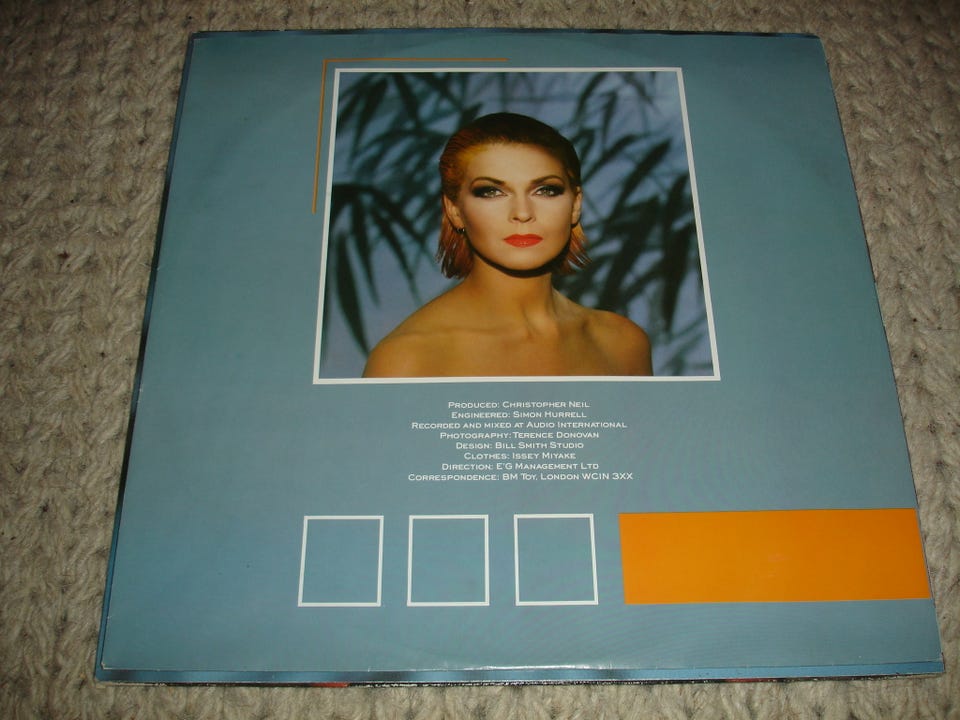 Produced: Christopher Neil
Engineered: Simon Hurrell
Recorded and mixed at Audio International
Photography: Terence Donovan
Design: Bill Smith Studio
Clothes: Issey Miyake
Direction: E'G Management Ltd
Correspondence: BM Toy, London WC1N 3XX